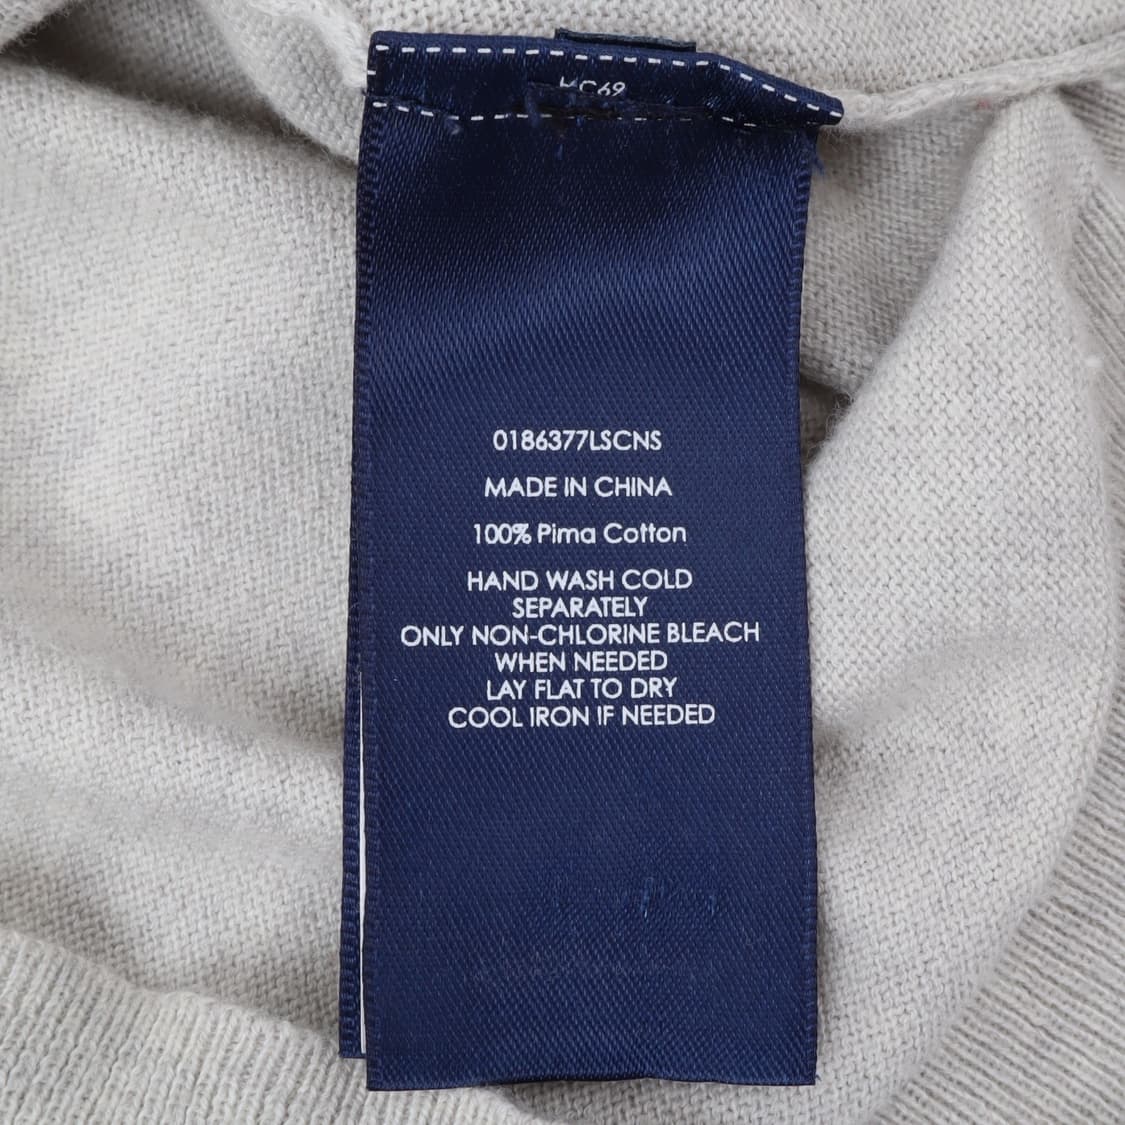 0186377LSCNS
MADE IN CHINA
100% Pima Cotton
HAND WASH COLD
SEPARATELY
ONLY NON-CHLORINE BLEACH
WHEN NEEDED
LAY FLAT TO DRY
COOL IRON IF NEEDED